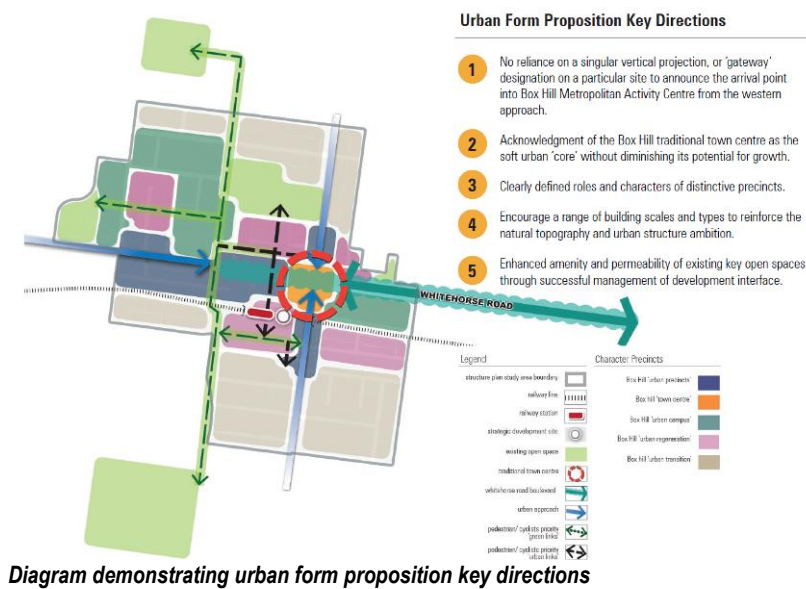 Urban Form Proposition Key Directions
1
No reliance on a singular vertical projection, or 'gateway'
designation on a particular site to announce the arrival point
into Box Hill Metropolitan Activity Centre from the western
approach.
2
Acknowledgment of the Box Hill traditional town centre as the
soft urban 'core' without diminishing its potential for growth.
3
Clearly defined roles and characters of distinctive precincts.
4
Encourage a range of building scales and types to reinforce the
natural topography and urban structure ambition.
5
Enhanced amenity and permeability of existing key open spaces
through successful management of development interface.
WHITEHORSE ROAD
Legend
structure plan study area boundary
railway line
railway station
strategic development site
existing open space
traditional town centre
whitehorse road boulevard
urban approach
pedestrian/ cyclists priority
'green links'
pedestrian/ cyclists priority
'urban links'
Character Precincts
Box Hill 'urban precincts'
Box hill 'town centre'
Box Hill 'urban campus'
Box Hill 'urban regeneration'
Box hill 'urban transition'
Diagram demonstrating urban form proposition key directions